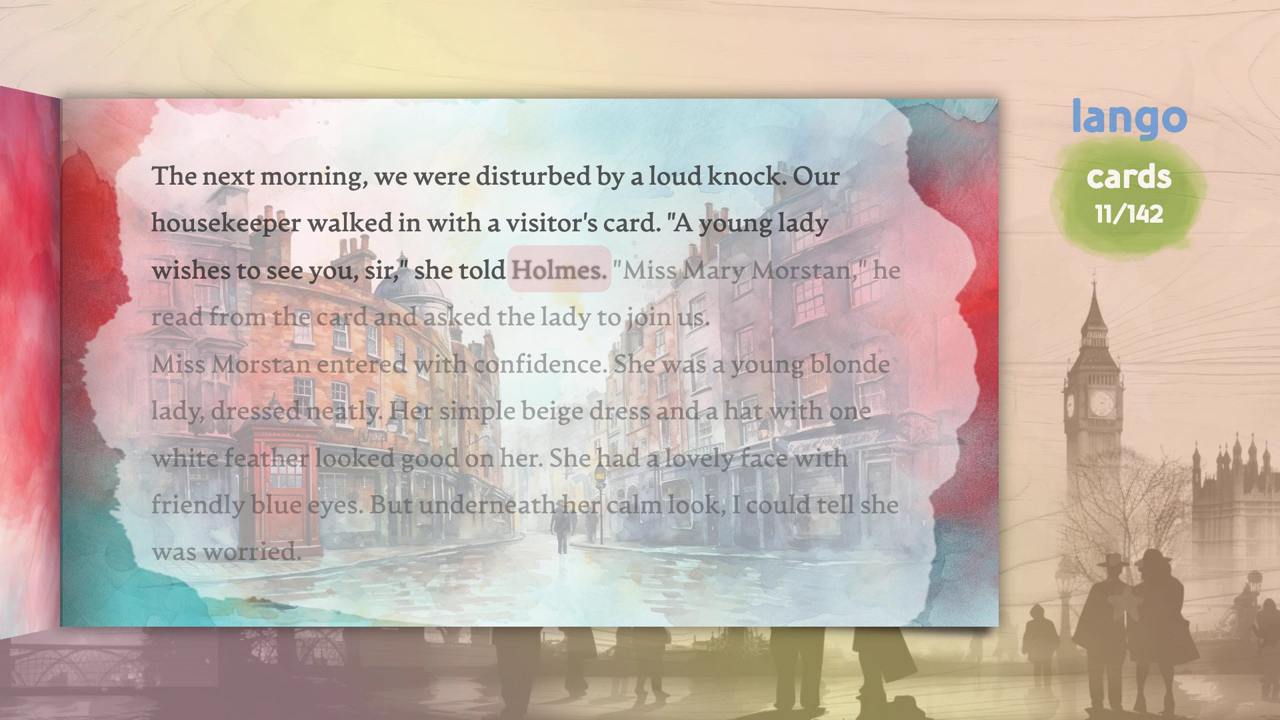 The next morning, we were disturbed by a loud knock. Our
housekeeper walked in with a visitor's card. "A young lady
wishes to see you, sir," she told Holmes. "Miss Mary Morstan," he
read from the card and asked the lady to join us.
Miss Morstan entered with confidence. She was a young blonde
lady, dressed neatly. Her simple beige dress and a hat with one
white feather looked good on her. She had a lovely face with
friendly blue eyes. But underneath her calm look, I could tell she
was worried.
lango
cards
11/142